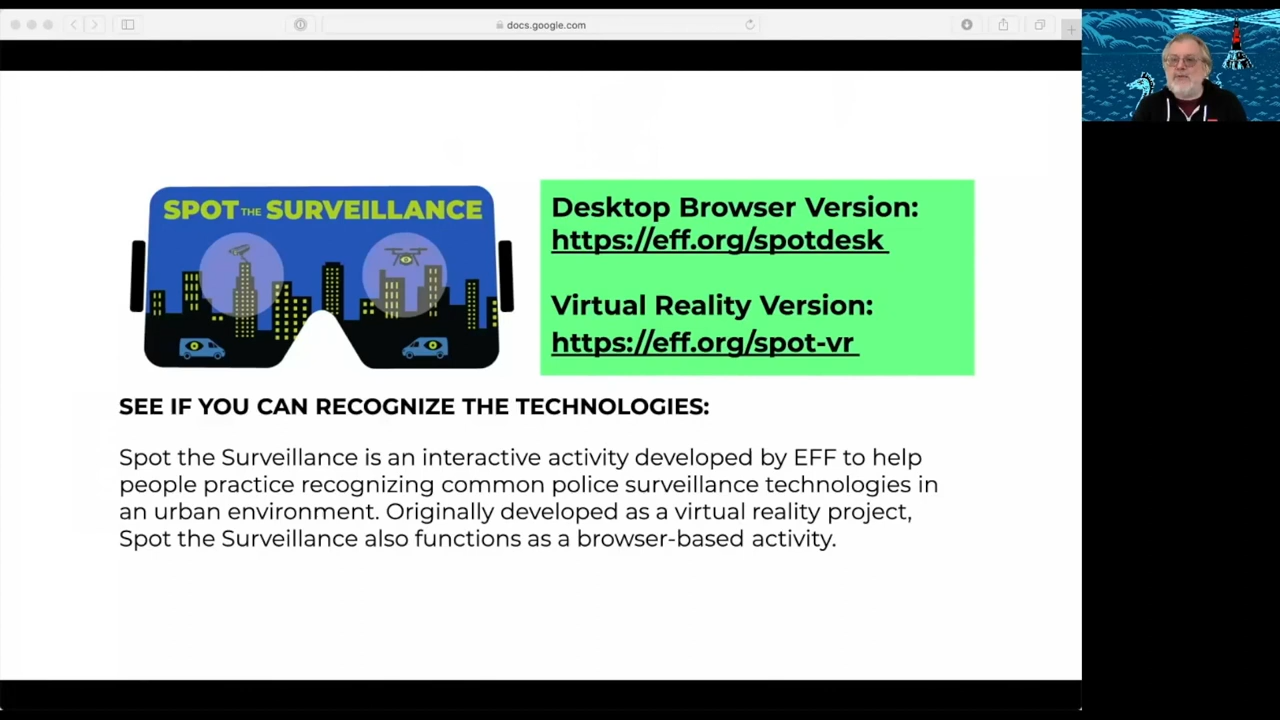 docs.google.com
SPOT THE SURVEILLANCE
Desktop Browser Version:
https://eff.org/spotdesk
Virtual Reality Version:
https://eff.org/spot-vr
SEE IF YOU CAN RECOGNIZE THE TECHNOLOGIES:
Spot the Surveillance is an interactive activity developed by EFF to help
people practice recognizing common police surveillance technologies in
an urban environment. Originally developed as a virtual reality project,
Spot the Surveillance also functions as a browser-based activity.